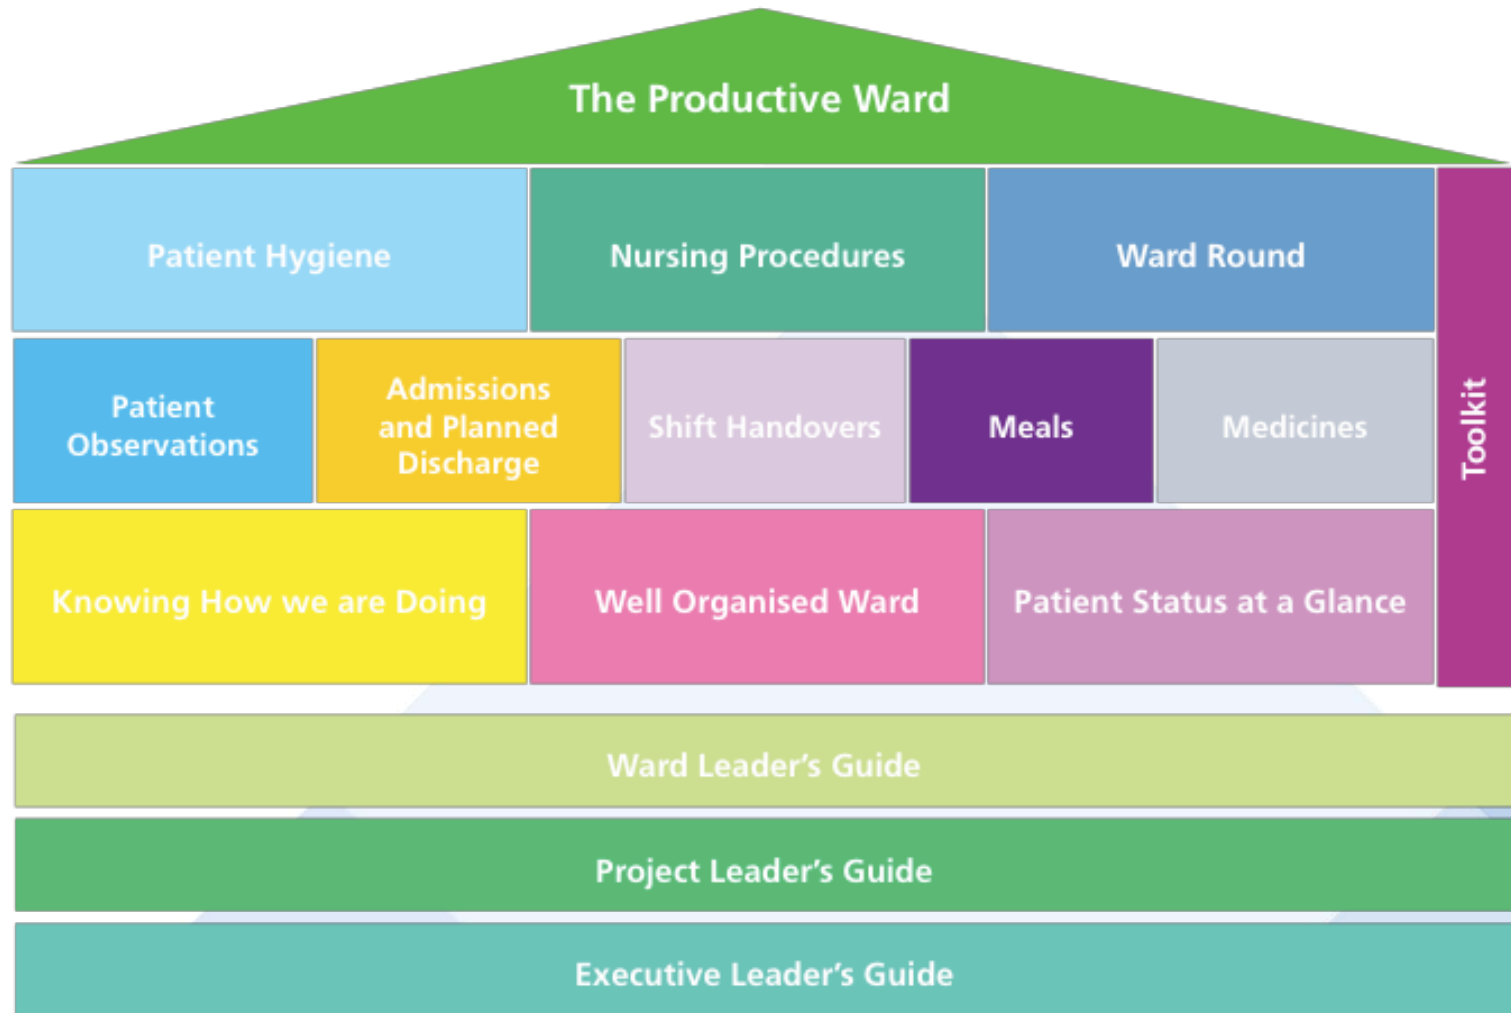 The Productive Ward
Patient Hygiene
Nursing Procedures
Ward Round
Patient
Observations
Admissions
and Planned
Discharge
Shift Handovers
Meals
Medicines
Toolkit
Knowing How we are Doing
Well Organised Ward
Patient Status at a Glance
Ward Leader’s Guide
Project Leader’s Guide
Executive Leader’s Guide